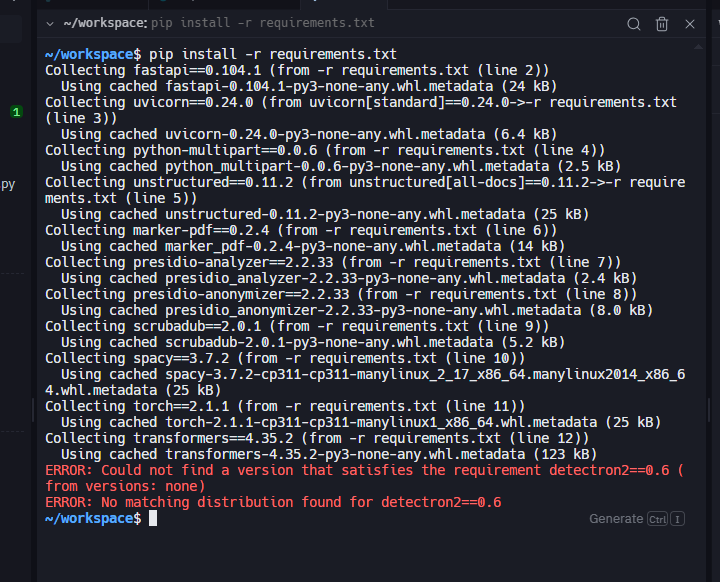 ~/workspace: pip install -r requirements.txt
~/workspace$ pip install -r requirements.txt
Collecting fastapi==0.104.1 (from -r requirements.txt (line 2))
Using cached fastapi-0.104.1-py3-none-any.whl.metadata (24 kB)
1
Collecting uvicorn==0.24.0 (from uvicorn[standard]==0.24.0->-r requirements.txt
(line 3))
Using cached uvicorn-0.24.0-py3-none-any.whl.metadata (6.4 kB)
Collecting python-multipart==0.0.6 (from -r requirements.txt (line 4))
Using cached python_multipart-0.0.6-py3-none-any.whl.metadata (2.5 kB)
.py
Collecting unstructured==0.11.2 (from unstructured[all-docs]==0.11.2->-r require
ments.txt (line 5))
Using cached unstructured-0.11.2-py3-none-any.whl.metadata (25 kB)
Collecting marker-pdf==0.2.4 (from -r requirements.txt (line 6))
Using cached marker_pdf-0.2.4-py3-none-any.whl.metadata (14 kB)
Collecting presidio-analyzer==2.2.33 (from -r requirements.txt (line 7))
Using cached presidio_analyzer-2.2.33-py3-none-any.whl.metadata (2.4 kB)
Collecting presidio-anonymizer==2.2.33 (from -r requirements.txt (line 8))
Using cached presidio_anonymizer-2.2.33-py3-none-any.whl.metadata (8.0 kB)
Collecting scrubadub==2.0.1 (from -r requirements.txt (line 9))
Using cached scrubadub-2.0.1-py3-none-any.whl.metadata (5.2 kB)
Collecting spacy==3.7.2 (from -r requirements.txt (line 10))
Using cached spacy-3.7.2-cp311-cp311-manylinux_2_17_x86_64.manylinux2014_x86_6
4.whl.metadata (25 kB)
Collecting torch==2.1.1 (from -r requirements.txt (line 11))
Using cached torch-2.1.1-cp311-cp311-manylinux1_x86_64.whl.metadata (25 kB)
Collecting transformers==4.35.2 (from -r requirements.txt (line 12))
Using cached transformers-4.35.2-py3-none-any.whl.metadata (123 kB)
ERROR: Could not find a version that satisfies the requirement detectron2==0.6 (
from versions: none)
ERROR: No matching distribution found for detectron2==0.6
~/workspace$
Generate Ctrl I